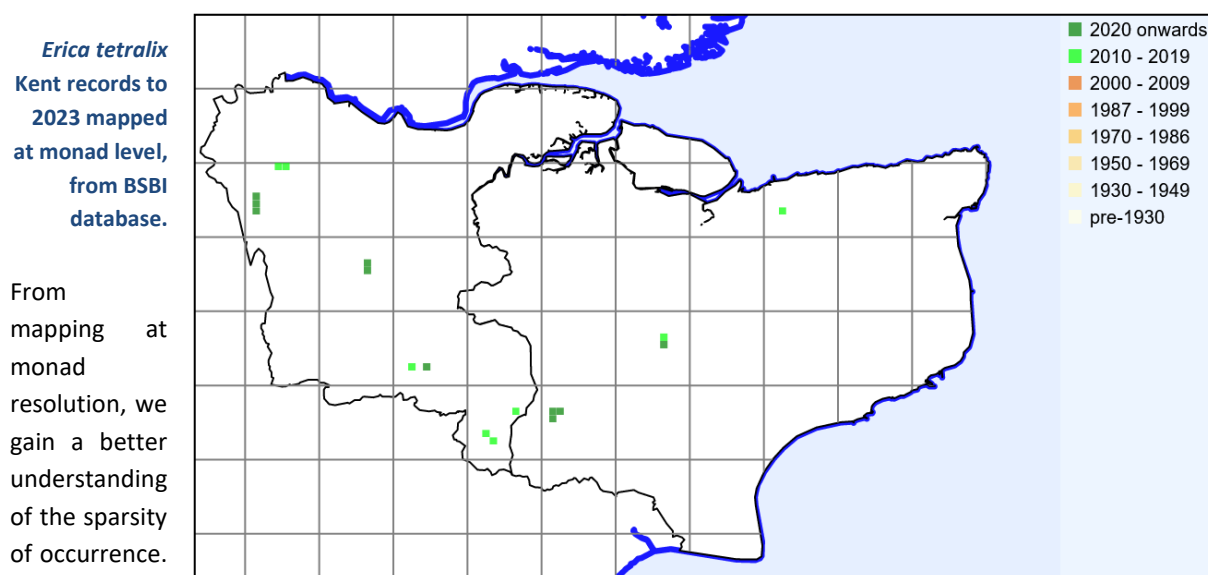 Erica tetralix
Kent records to
2023 mapped
at monad level,
from BSBI
database.
From
mapping at
monad
resolution, we
gain a better
understanding
of the sparsity
of occurrence.
2020 onwards
2010 - 2019
2000 - 2009
1987 - 1999
1970 - 1986
1950 - 1969
1930 - 1949
pre-1930